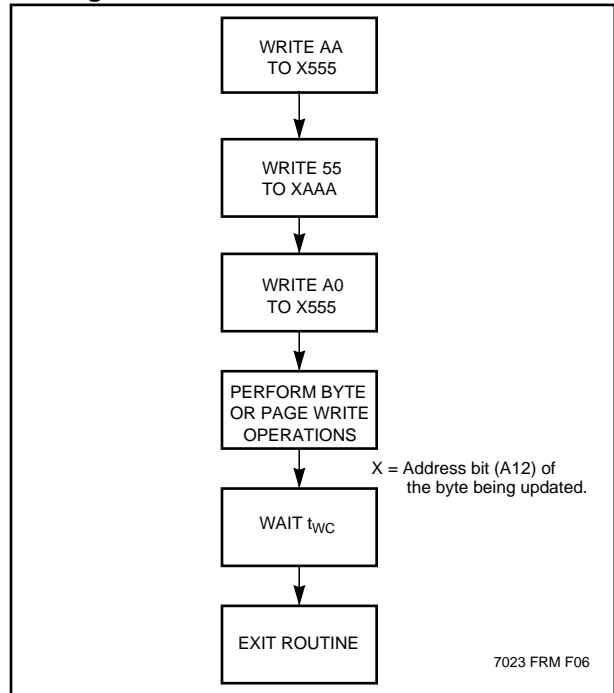 WRITE AA
TO X555
WRITE 55
TO XAAA
WRITE A0
TO X555
PERFORM BYTE
OR PAGE WRITE
OPERATIONS
X = Address bit (A12) of
the byte being updated.
WAIT tWC
EXIT ROUTINE
7023 FRM F06